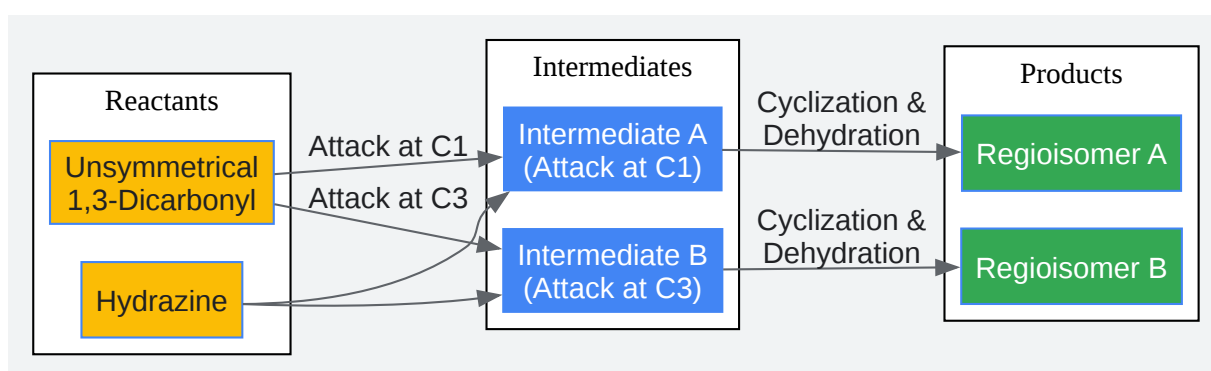 Reactants
Unsymmetrical
1,3-Dicarbonyl
Hydrazine
Attack at C1
Attack at C3
Intermediates
Intermediate A
(Attack at C1)
Intermediate B
(Attack at C3)
Cyclization &
Dehydration
Cyclization &
Dehydration
Products
Regioisomer A
Regioisomer B